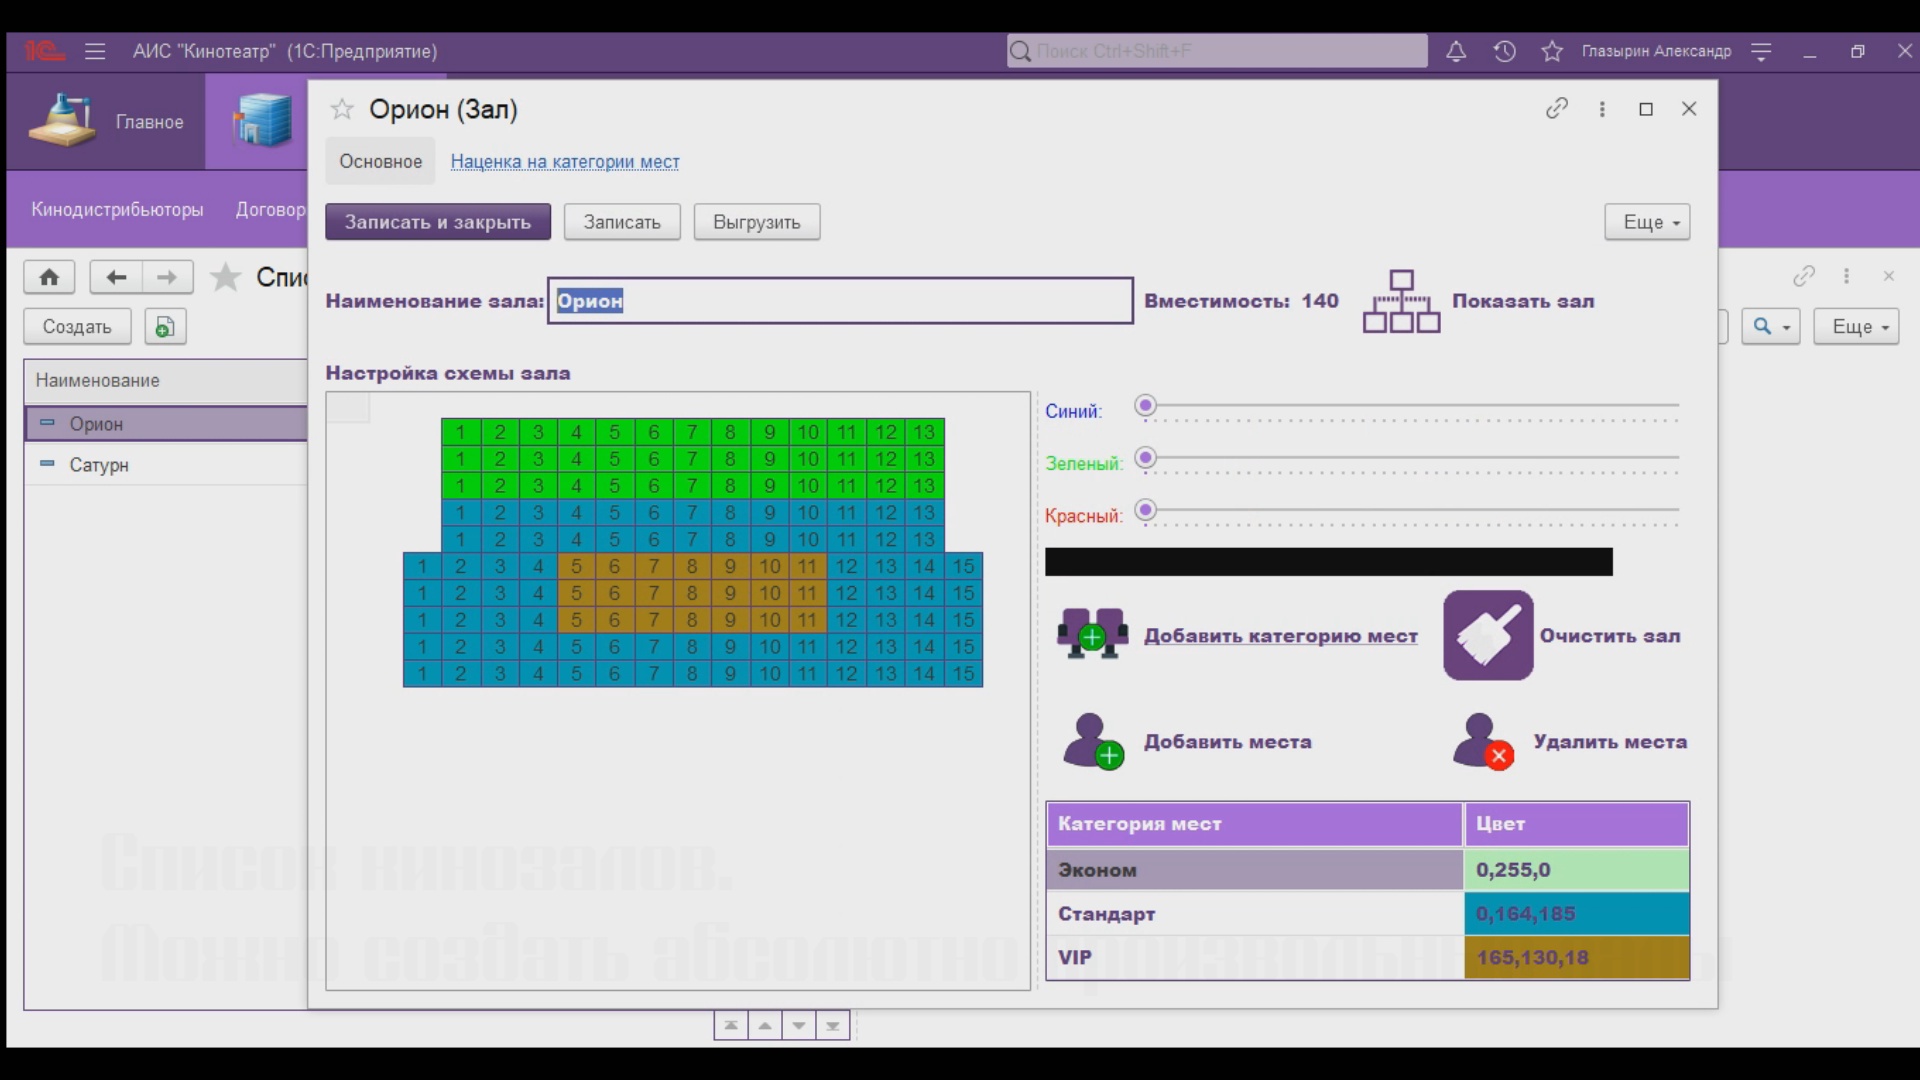 1С АИС "Кинотеатр" (1С:Предприятие) Поиск Ctrl+Shift+F Глазырин Александр
Главное
Орион (Зал)
Основное Наценка на категории мест
Кинодистрибьюторы Договор
Записать и закрыть Записать Выгрузить Еще
Спис
Наименование зала: Орион Вместимость: 140 Показать зал
Создать Еще
Наименование
Орион
Сатурн
Настройка схемы зала
1 2 3 4 5 6 7 8 9 10 11 12 13
1 2 3 4 5 6 7 8 9 10 11 12 13
1 2 3 4 5 6 7 8 9 10 11 12 13
1 2 3 4 5 6 7 8 9 10 11 12 13
1 2 3 4 5 6 7 8 9 10 11 12 13
1 2 3 4 5 6 7 8 9 10 11 12 13 14 15
1 2 3 4 5 6 7 8 9 10 11 12 13 14 15
1 2 3 4 5 6 7 8 9 10 11 12 13 14 15
1 2 3 4 5 6 7 8 9 10 11 12 13 14 15
1 2 3 4 5 6 7 8 9 10 11 12 13 14 15
Синий:
Зеленый:
Красный:
Добавить категорию мест Очистить зал
Добавить места Удалить места
Категория мест Цвет
Эконом 0,255,0
Стандарт 0,164,185
VIP 165,130,18
Список кинозалов.
Можно создать абсолютно